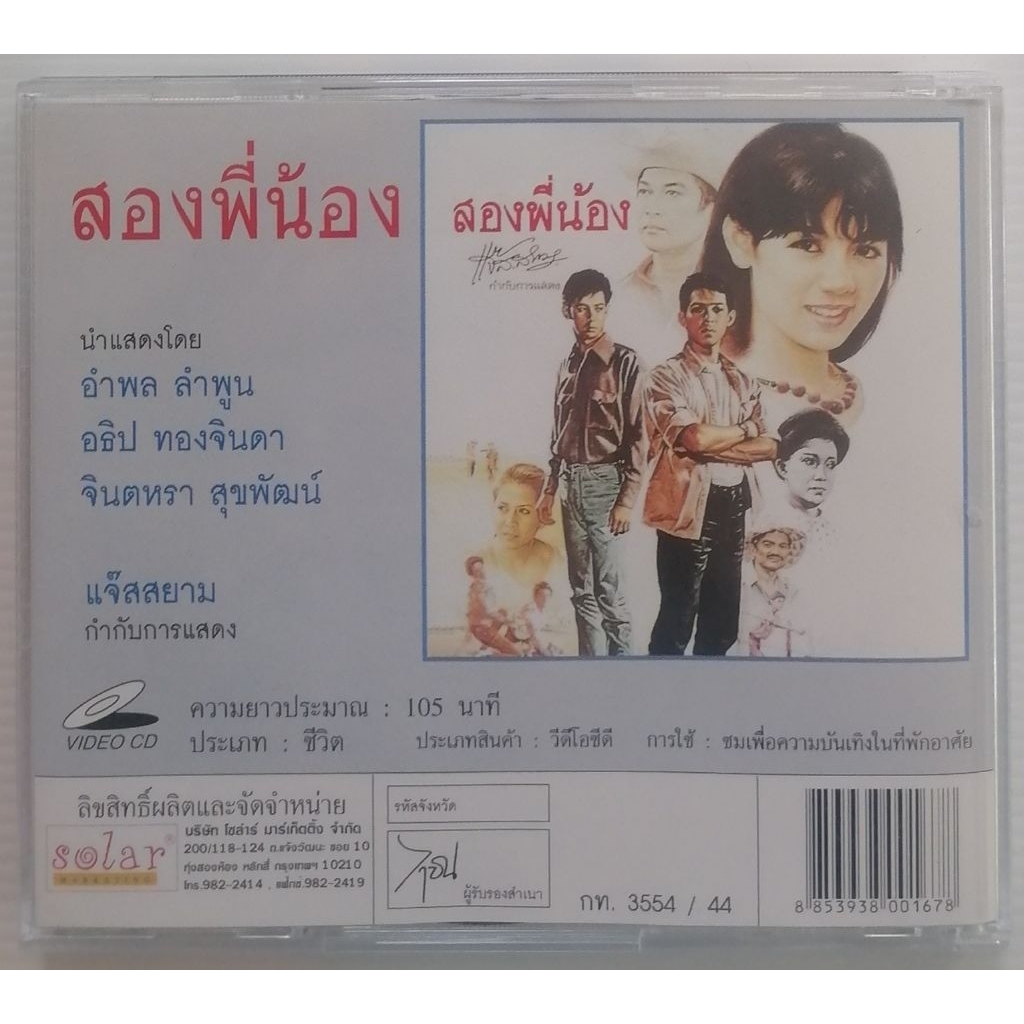 สองพี่น้อง
นำแสดงโดย
อำพล ลำพูน
อธิป ทองจินดา
จินตหรา สุขพัฒน์
แจ๊สสยาม
กำกับการแสดง
สองพี่น้อง
แจ๊สสยาม
กำกับการแสดง
VIDEO CD
ความยาวประมาณ : 105 นาที
ประเภท : ชีวิต
ประเภทสินค้า : วีดีโอซีดี
การใช้ : ชมเพื่อความบันเทิงในที่พักอาศัย
ลิขสิทธิ์ผลิตและจัดจำหน่าย
solar®
MARKETING
บริษัท โซล่าร์ มาร์เก็ตติ้ง จำกัด
200/118-124 ถ.แจ้งวัฒนะ ซอย 10
ทุ่งสองห้อง หลักสี่ กรุงเทพฯ 10210
โทร.982-2414 , แฟกซ์.982-2419
รหัสจังหวัด
ผู้รับรองสำเนา
กท. 3554 / 44
8 853938 001678